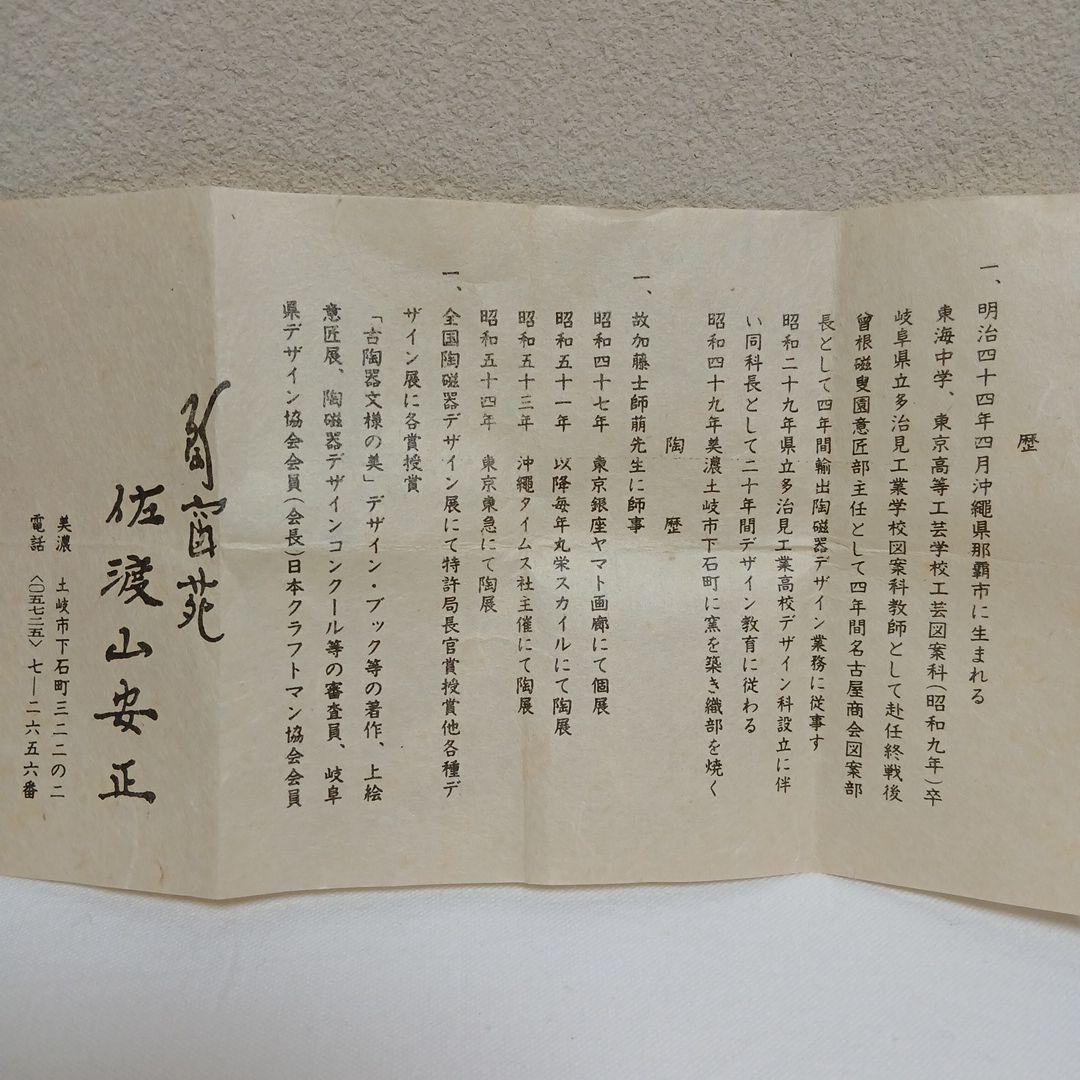 歴
一、明治四十四年四月沖縄県那覇市に生まれる
東海中学、東京高等工芸学校工芸図案科(昭和九年)卒
岐阜県立多治見工業学校図案科教師として赴任終戦後
曾根磁叟園意匠部主任として四年間名古屋商会図案部
長として四年間輸出陶磁器デザイン業務に従事す
昭和二十九年県立多治見工業高校デザイン科設立に伴
い同科長として二十年間デザイン教育に従わる
昭和四十九年美濃土岐市下石町に窯を築き織部を焼く
陶歴
一、故加藤土師萌先生に師事
昭和四十七年 東京銀座ヤマト画廊にて個展
昭和五十一年 以降毎年丸栄スカイルにて陶展
昭和五十三年 沖縄タイムス社主催にて陶展
昭和五十四年 東京東急にて陶展
一、全国陶磁器デザイン展にて特許局長官賞授賞他各種デ
ザイン展に各賞授賞
「古陶器文様の美」デザイン・ブック等の著作、上絵
意匠展、陶磁器デザインコンクール等の審査員、岐阜
県デザイン協会会員(会長)日本クラフトマン協会会員
苑
佐渡山安正
美濃 土岐市下石町三二二の二
電話 〈〇五七二五〉七―二六五六番